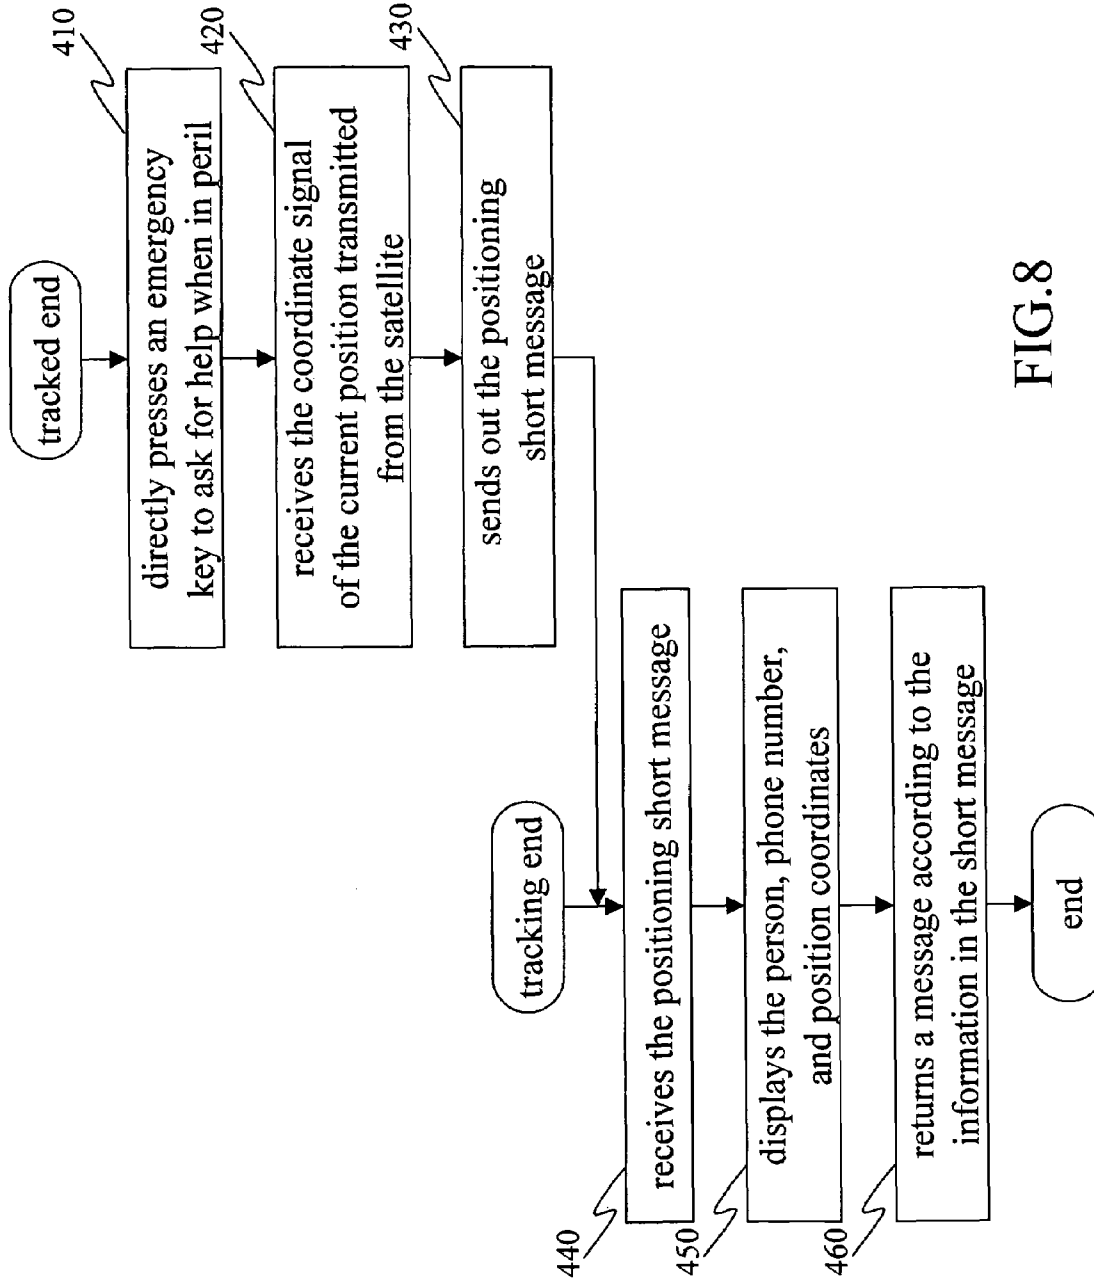 tracked end
410
directly presses an emergency
key to ask for help when in peril
420
receives the coordinate signal
of the current position transmitted
from the satellite
430
sends out the positioning
short message
tracking end
440
receives the positioning short message
450
displays the person, phone number,
and position coordinates
460
returns a message according to the
information in the short message
end
FIG.8